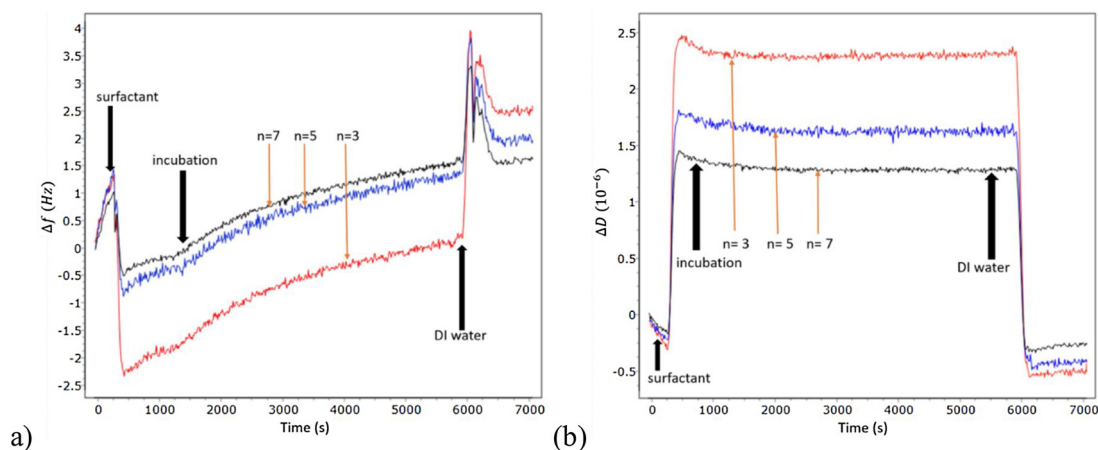 4
3.5
3
2.5
2
1.5
1
0.5
0
-0.5
-1
-1.5
-2
-2.5
Δf (Hz)
surfactant
incubation
n=7 n=5 n=3
DI water
0 1000 2000 3000 4000 5000 6000 7000
Time (s)
a)
2.5
2
1.5
1
0.5
0
-0.5
ΔD (10⁻⁶)
n= 3 n= 5 n= 7
incubation
DI water
surfactant
0 1000 2000 3000 4000 5000 6000 7000
Time (s)
(b)